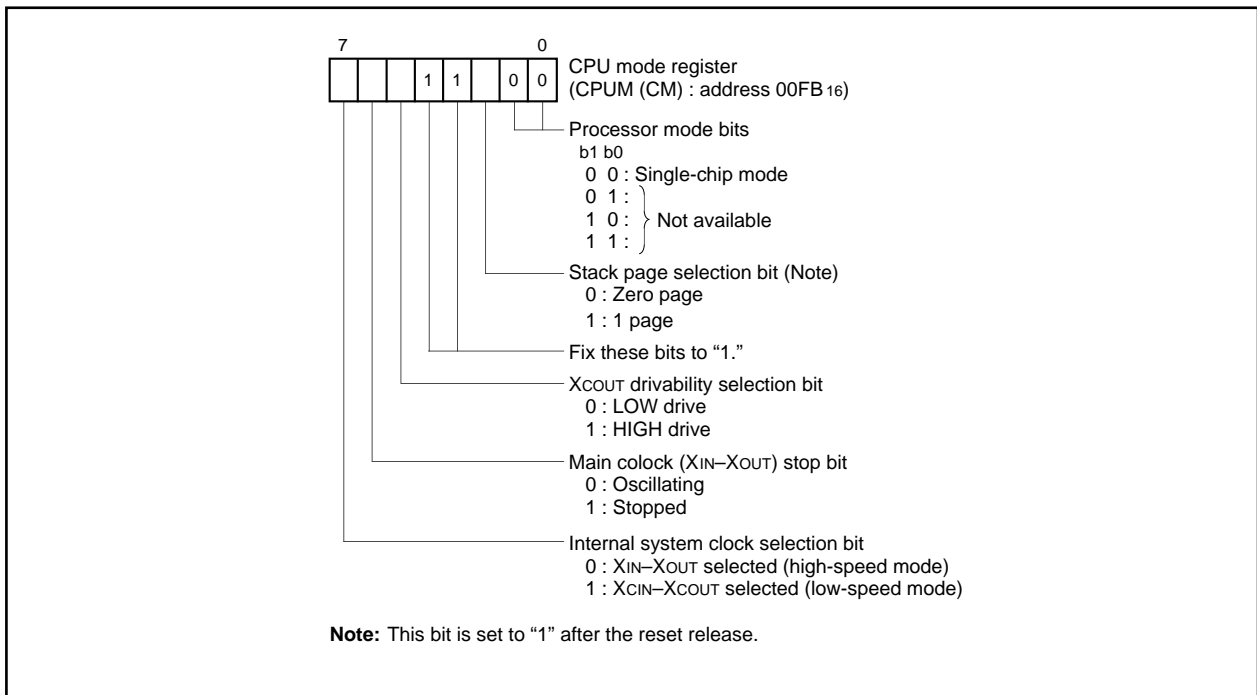 7 0
1 1 0 0
CPU mode register
(CPUM (CM) : address 00FB16)
Processor mode bits
b1 b0
0 0 : Single-chip mode
0 1 :
1 0 : Not available
1 1 :
Stack page selection bit (Note)
0 : Zero page
1 : 1 page
Fix these bits to “1.”
XCOUT drivability selection bit
0 : LOW drive
1 : HIGH drive
Main colock (XIN–XOUT) stop bit
0 : Oscillating
1 : Stopped
Internal system clock selection bit
0 : XIN–XOUT selected (high-speed mode)
1 : XCIN–XCOUT selected (low-speed mode)
Note: This bit is set to “1” after the reset release.